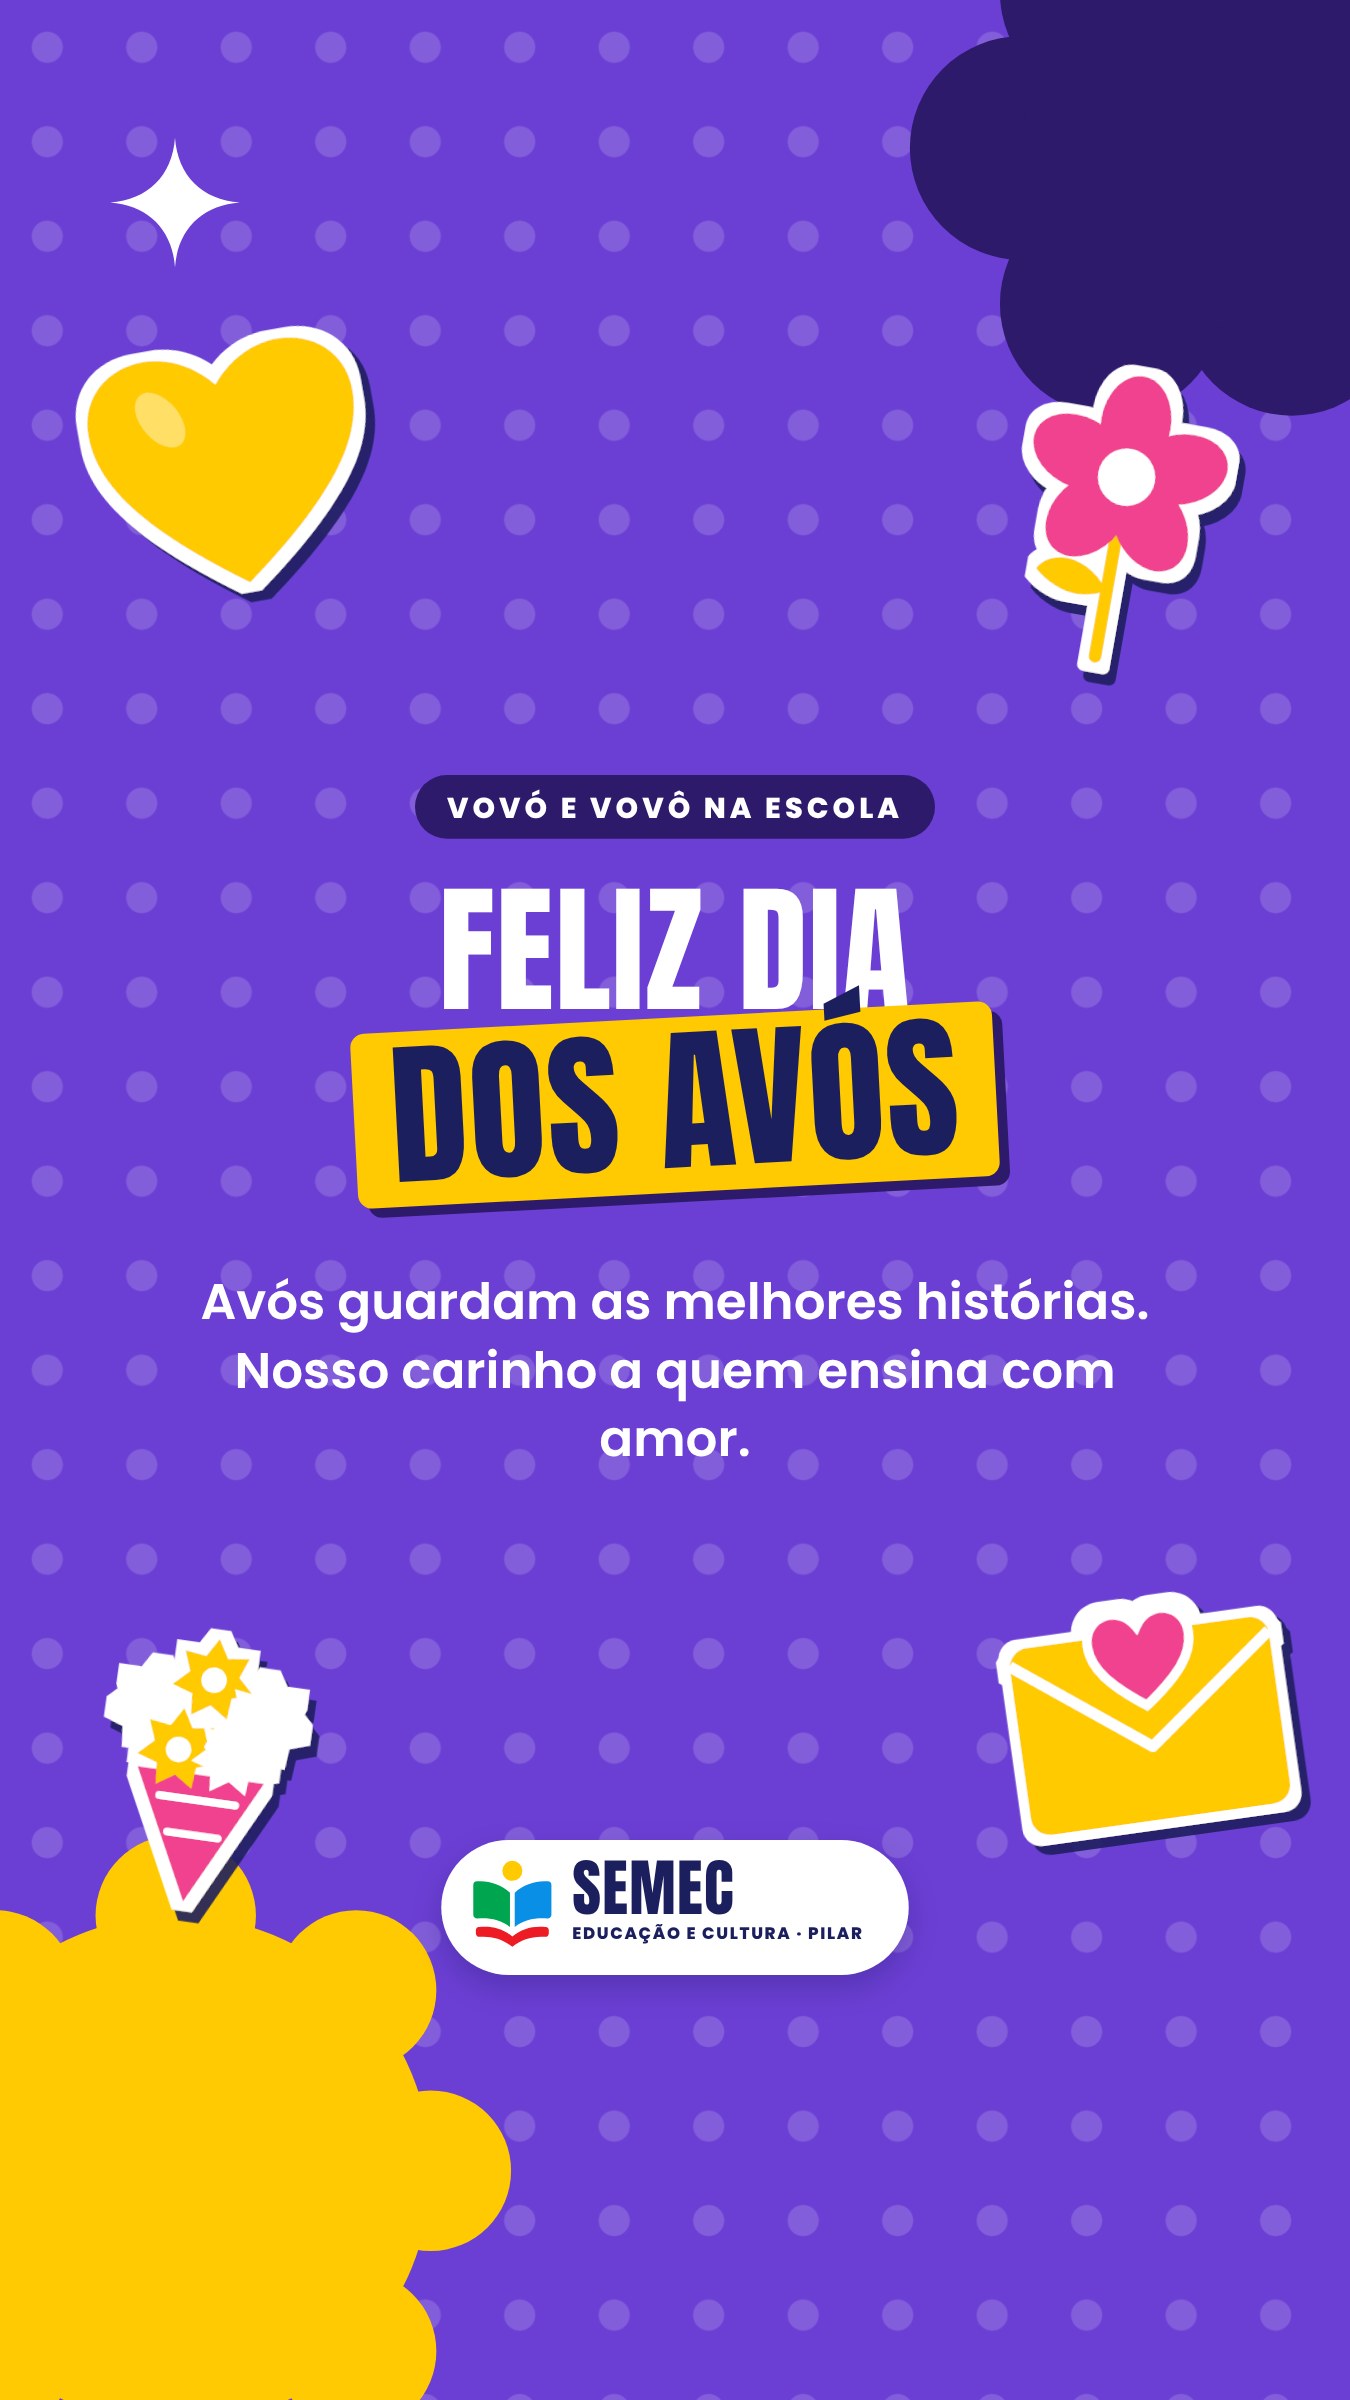 VOVÓ E VOVÔ NA ESCOLA
FELIZ DIA
DOS AVÓS
Avós guardam as melhores histórias.
Nosso carinho a quem ensina com
amor.
SEMEC
EDUCAÇÃO E CULTURA · PILAR